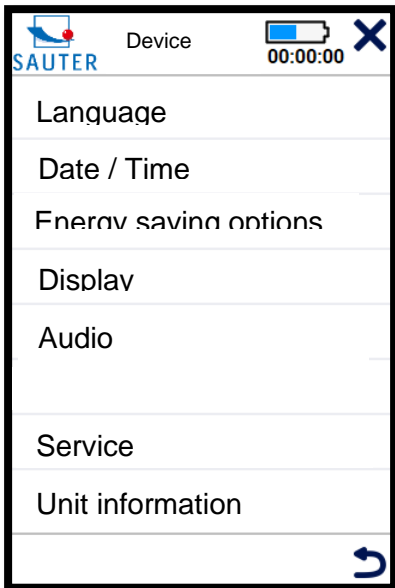 SAUTER
Device
00:00:00
Language
Date / Time
Energy saving options
Display
Audio
Service
Unit information